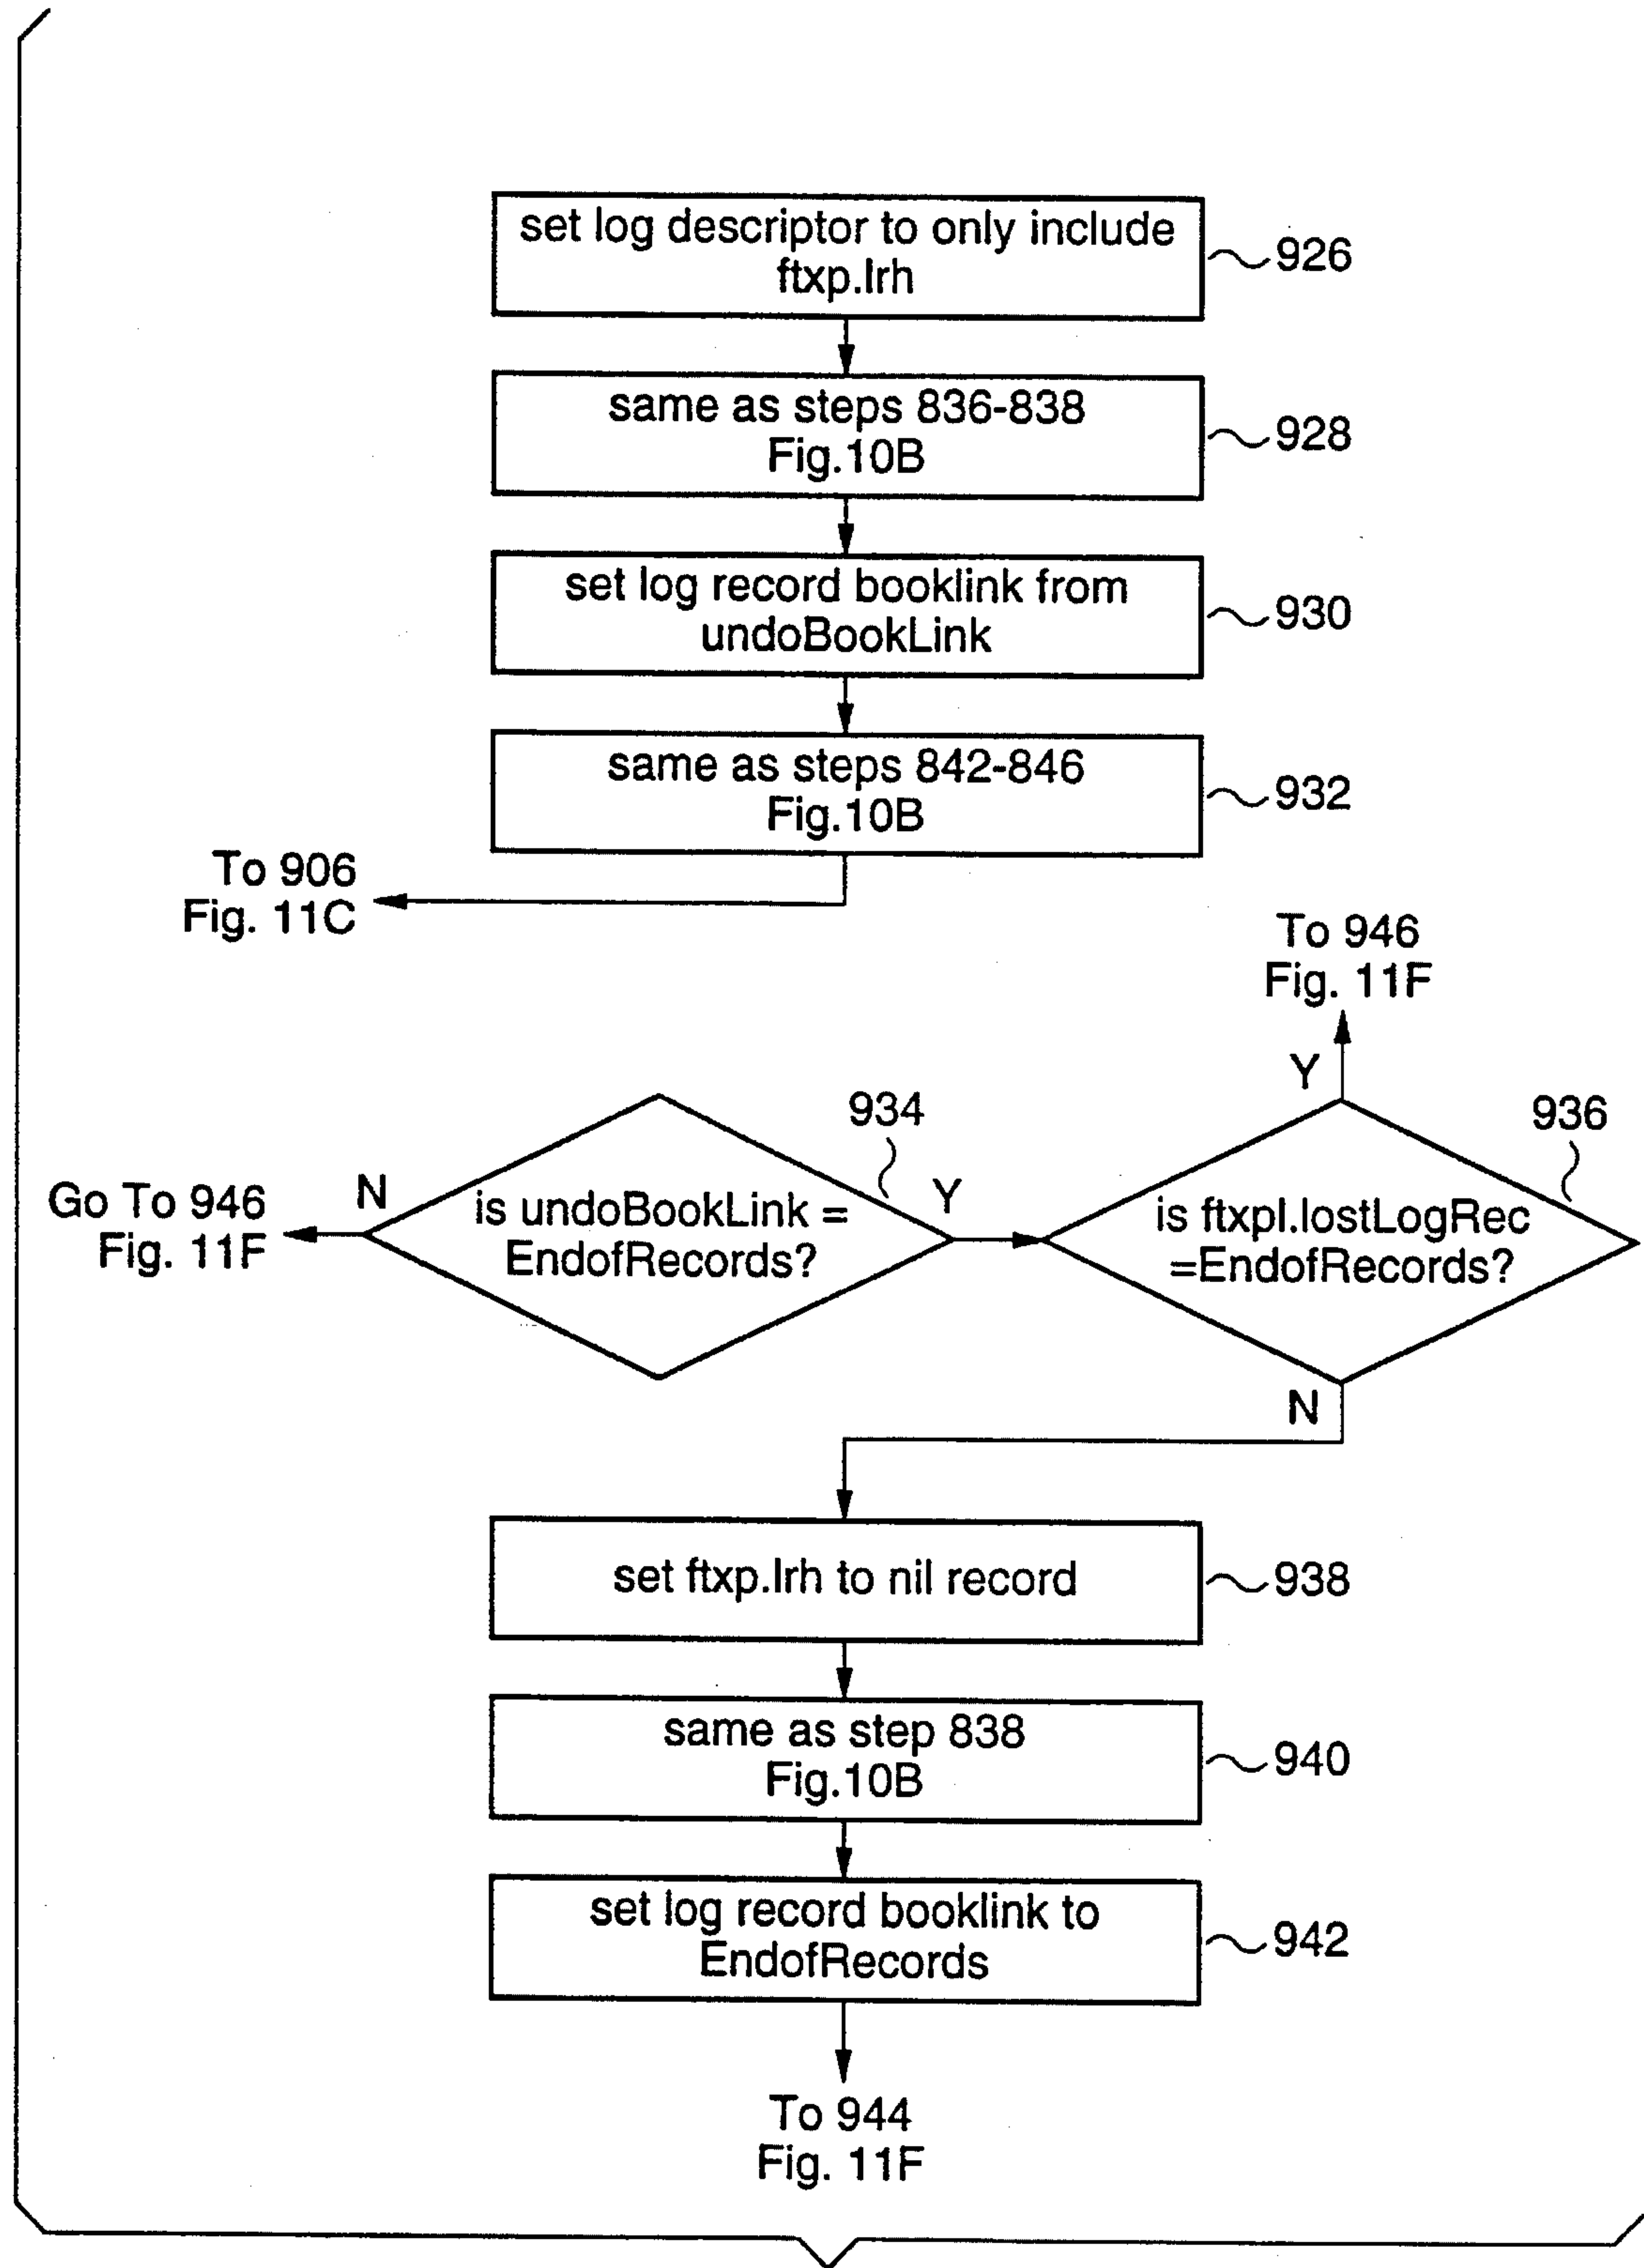 set log descriptor to only include
ftxp.lrh
926
same as steps 836-838
Fig.10B
928
set log record booklink from
undoBookLink
930
same as steps 842-846
Fig.10B
932
To 906
Fig. 11C
To 946
Fig. 11F
Y
934
936
Go To 946
Fig. 11F
N
is undoBookLink =
EndofRecords?
Y
is ftxpl.lostLogRec
=EndofRecords?
N
set ftxp.lrh to nil record
938
same as step 838
Fig.10B
940
set log record booklink to
EndofRecords
942
To 944
Fig. 11F